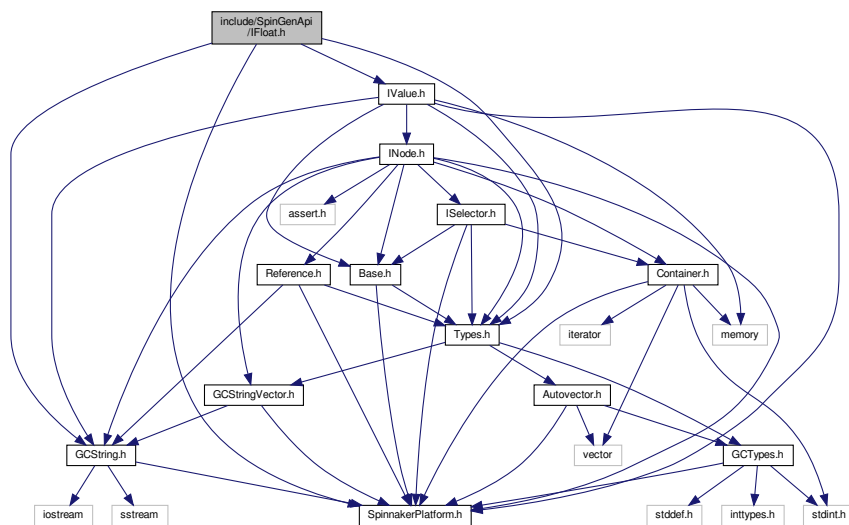 include/SpinGenApi
/IFloat.h
IValue.h
INode.h
assert.h
ISelector.h
Reference.h
Base.h
Container.h
iterator
memory
Types.h
GCStringVector.h
Autovector.h
GCString.h
vector
GCTypes.h
iostream
sstream
SpinnakerPlatform.h
stddef.h
inttypes.h
stdint.h